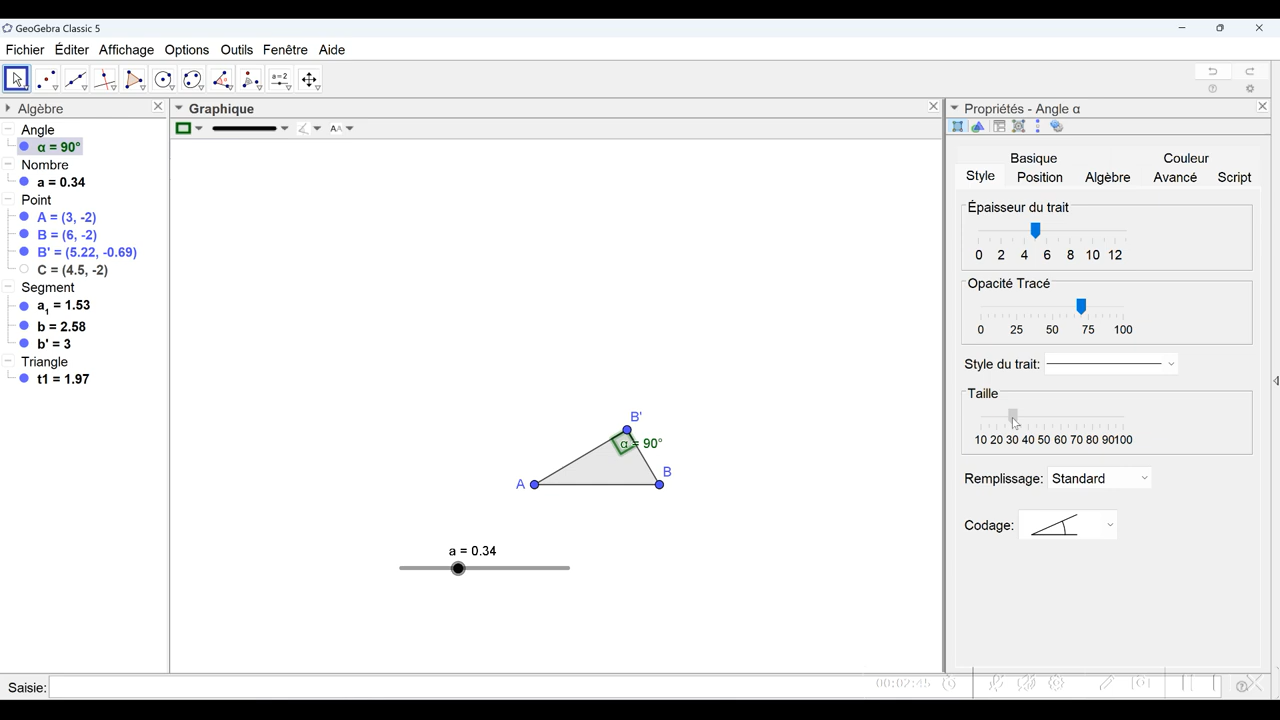 GeoGebra Classic 5
Fichier Éditer Affichage Options Outils Fenêtre Aide
a=2
Algèbre
Graphique
Propriétés - Angle α
AA
Angle
α = 90°
Nombre
a = 0.34
Point
A = (3, -2)
B = (6, -2)
B' = (5.22, -0.69)
C = (4.5, -2)
Segment
a₁ = 1.53
b = 2.58
b' = 3
Triangle
t1 = 1.97
B'
α = 90°
A
B
a = 0.34
Basique Couleur
Style Position Algèbre Avancé Script
Épaisseur du trait
0 2 4 6 8 10 12
Opacité Tracé
0 25 50 75 100
Style du trait:
Taille
10 20 30 40 50 60 70 80 90100
Remplissage: Standard
Codage:
Saisie:
00:02:45